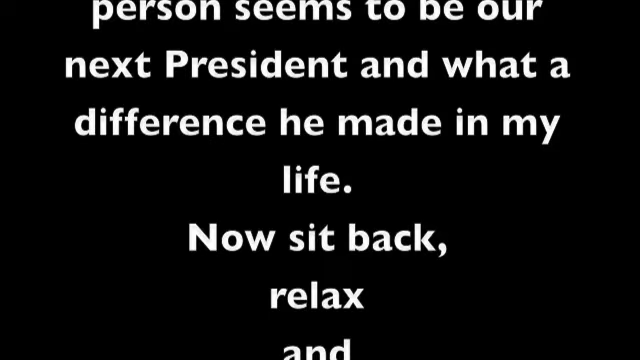 person seems to be our
next President and what a
difference he made in my
life.
Now sit back,
relax
and